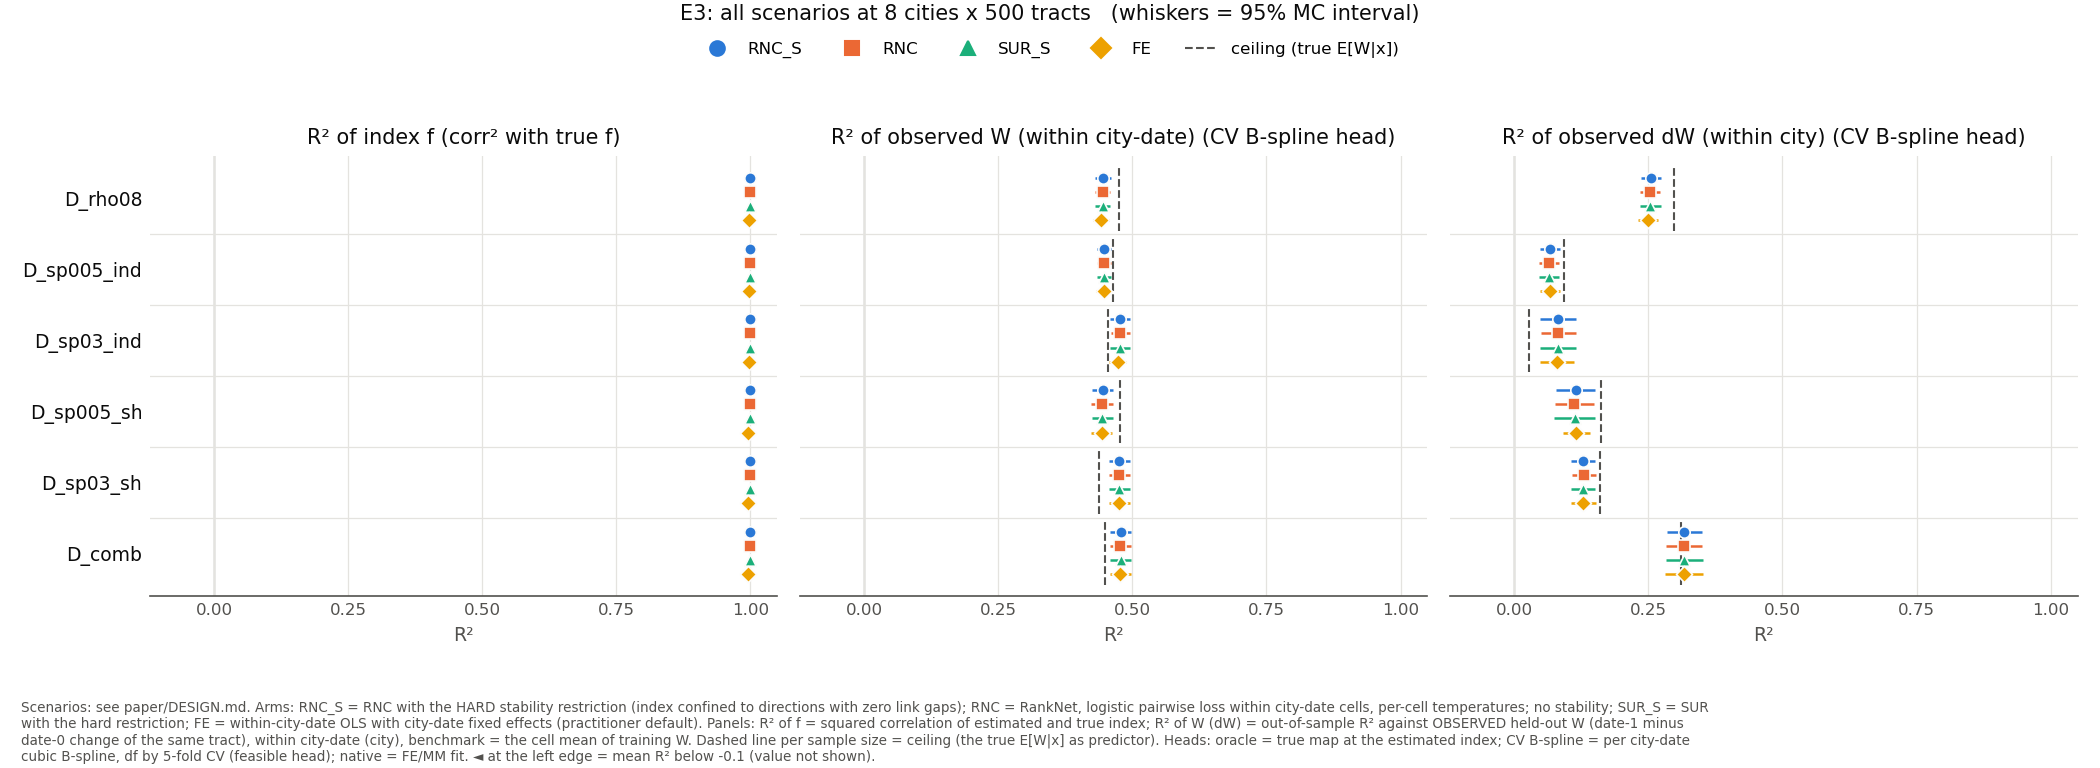 E3: all scenarios at 8 cities x 500 tracts (whiskers = 95% MC interval)
RNC_S RNC SUR_S FE ceiling (true E[W|x])
R² of index f (corr² with true f)
R² of observed W (within city-date) (CV B-spline head)
R² of observed dW (within city) (CV B-spline head)
D_rho08
D_sp005_ind
D_sp03_ind
D_sp005_sh
D_sp03_sh
D_comb
0.00 0.25 0.50 0.75 1.00
0.00 0.25 0.50 0.75 1.00
0.00 0.25 0.50 0.75 1.00
R²
R²
R²
Scenarios: see paper/DESIGN.md. Arms: RNC_S = RNC with the HARD stability restriction (index confined to directions with zero link gaps); RNC = RankNet, logistic pairwise loss within city-date cells, per-cell temperatures; no stability; SUR_S = SUR
with the hard restriction; FE = within-city-date OLS with city-date fixed effects (practitioner default). Panels: R² of f = squared correlation of estimated and true index; R² of W (dW) = out-of-sample R² against OBSERVED held-out W (date-1 minus
date-0 change of the same tract), within city-date (city), benchmark = the cell mean of training W. Dashed line per sample size = ceiling (the true E[W|x] as predictor). Heads: oracle = true map at the estimated index; CV B-spline = per city-date
cubic B-spline, df by 5-fold CV (feasible head); native = FE/MM fit. ◄ at the left edge = mean R² below -0.1 (value not shown).